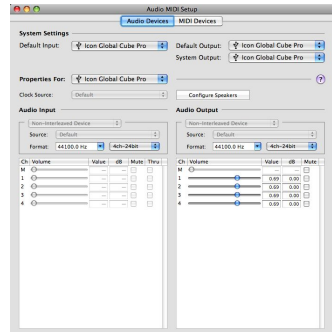 Audio MIDI Setup
Audio Devices MIDI Devices
System Settings
Default Input: Icon Global Cube Pro
Default Output: Icon Global Cube Pro
System Output: Icon Global Cube Pro
Properties For: Icon Global Cube Pro ?
Clock Source: Default
Configure Speakers
Audio Input
Non-Interleaved Device
Source: Default
Format: 44100.0 Hz 4ch-24bit
Ch Volume Value dB Mute Thru
M -- --
1 -- --
2 -- --
3 -- --
4 -- --
Audio Output
Non-Interleaved Device
Source: Default
Format: 44100.0 Hz 4ch-24bit
Ch Volume Value dB Mute
M -- --
1 0.69 0.00
2 0.69 0.00
3 0.69 0.00
4 0.69 0.00